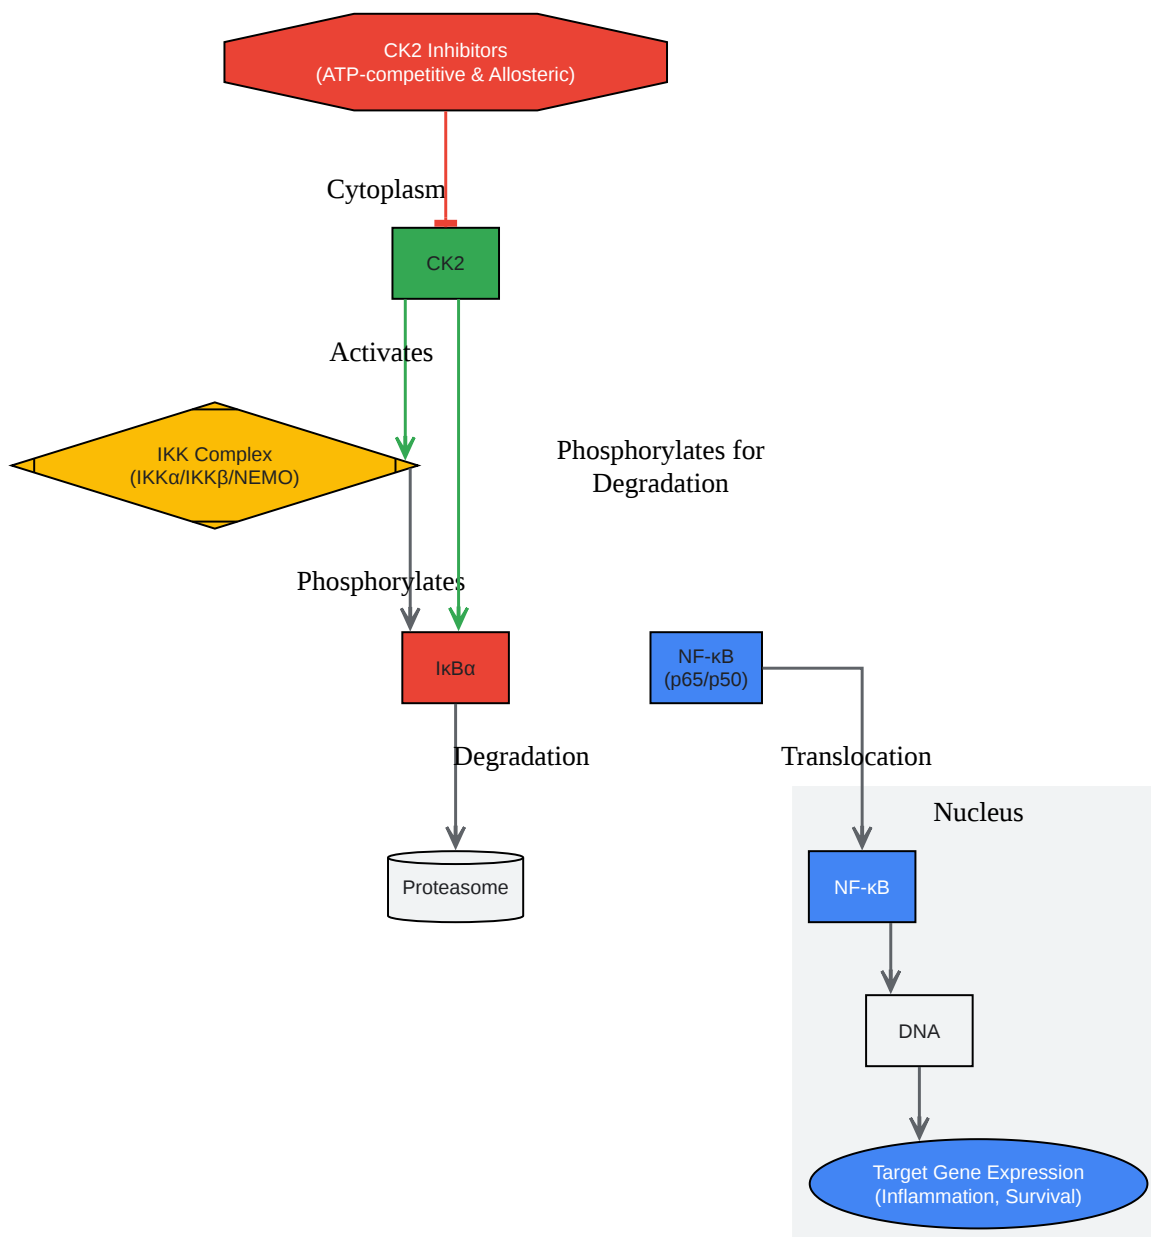 CK2 Inhibitors
(ATP-competitive & Allosteric)
Cytoplasm
CK2
Activates
IKK Complex
(IKKα/IKKβ/NEMO)
Phosphorylates for
Degradation
Phosphorylates
IκBα
NF-κB
(p65/p50)
Degradation
Translocation
Nucleus
Proteasome
NF-κB
DNA
Target Gene Expression
(Inflammation, Survival)